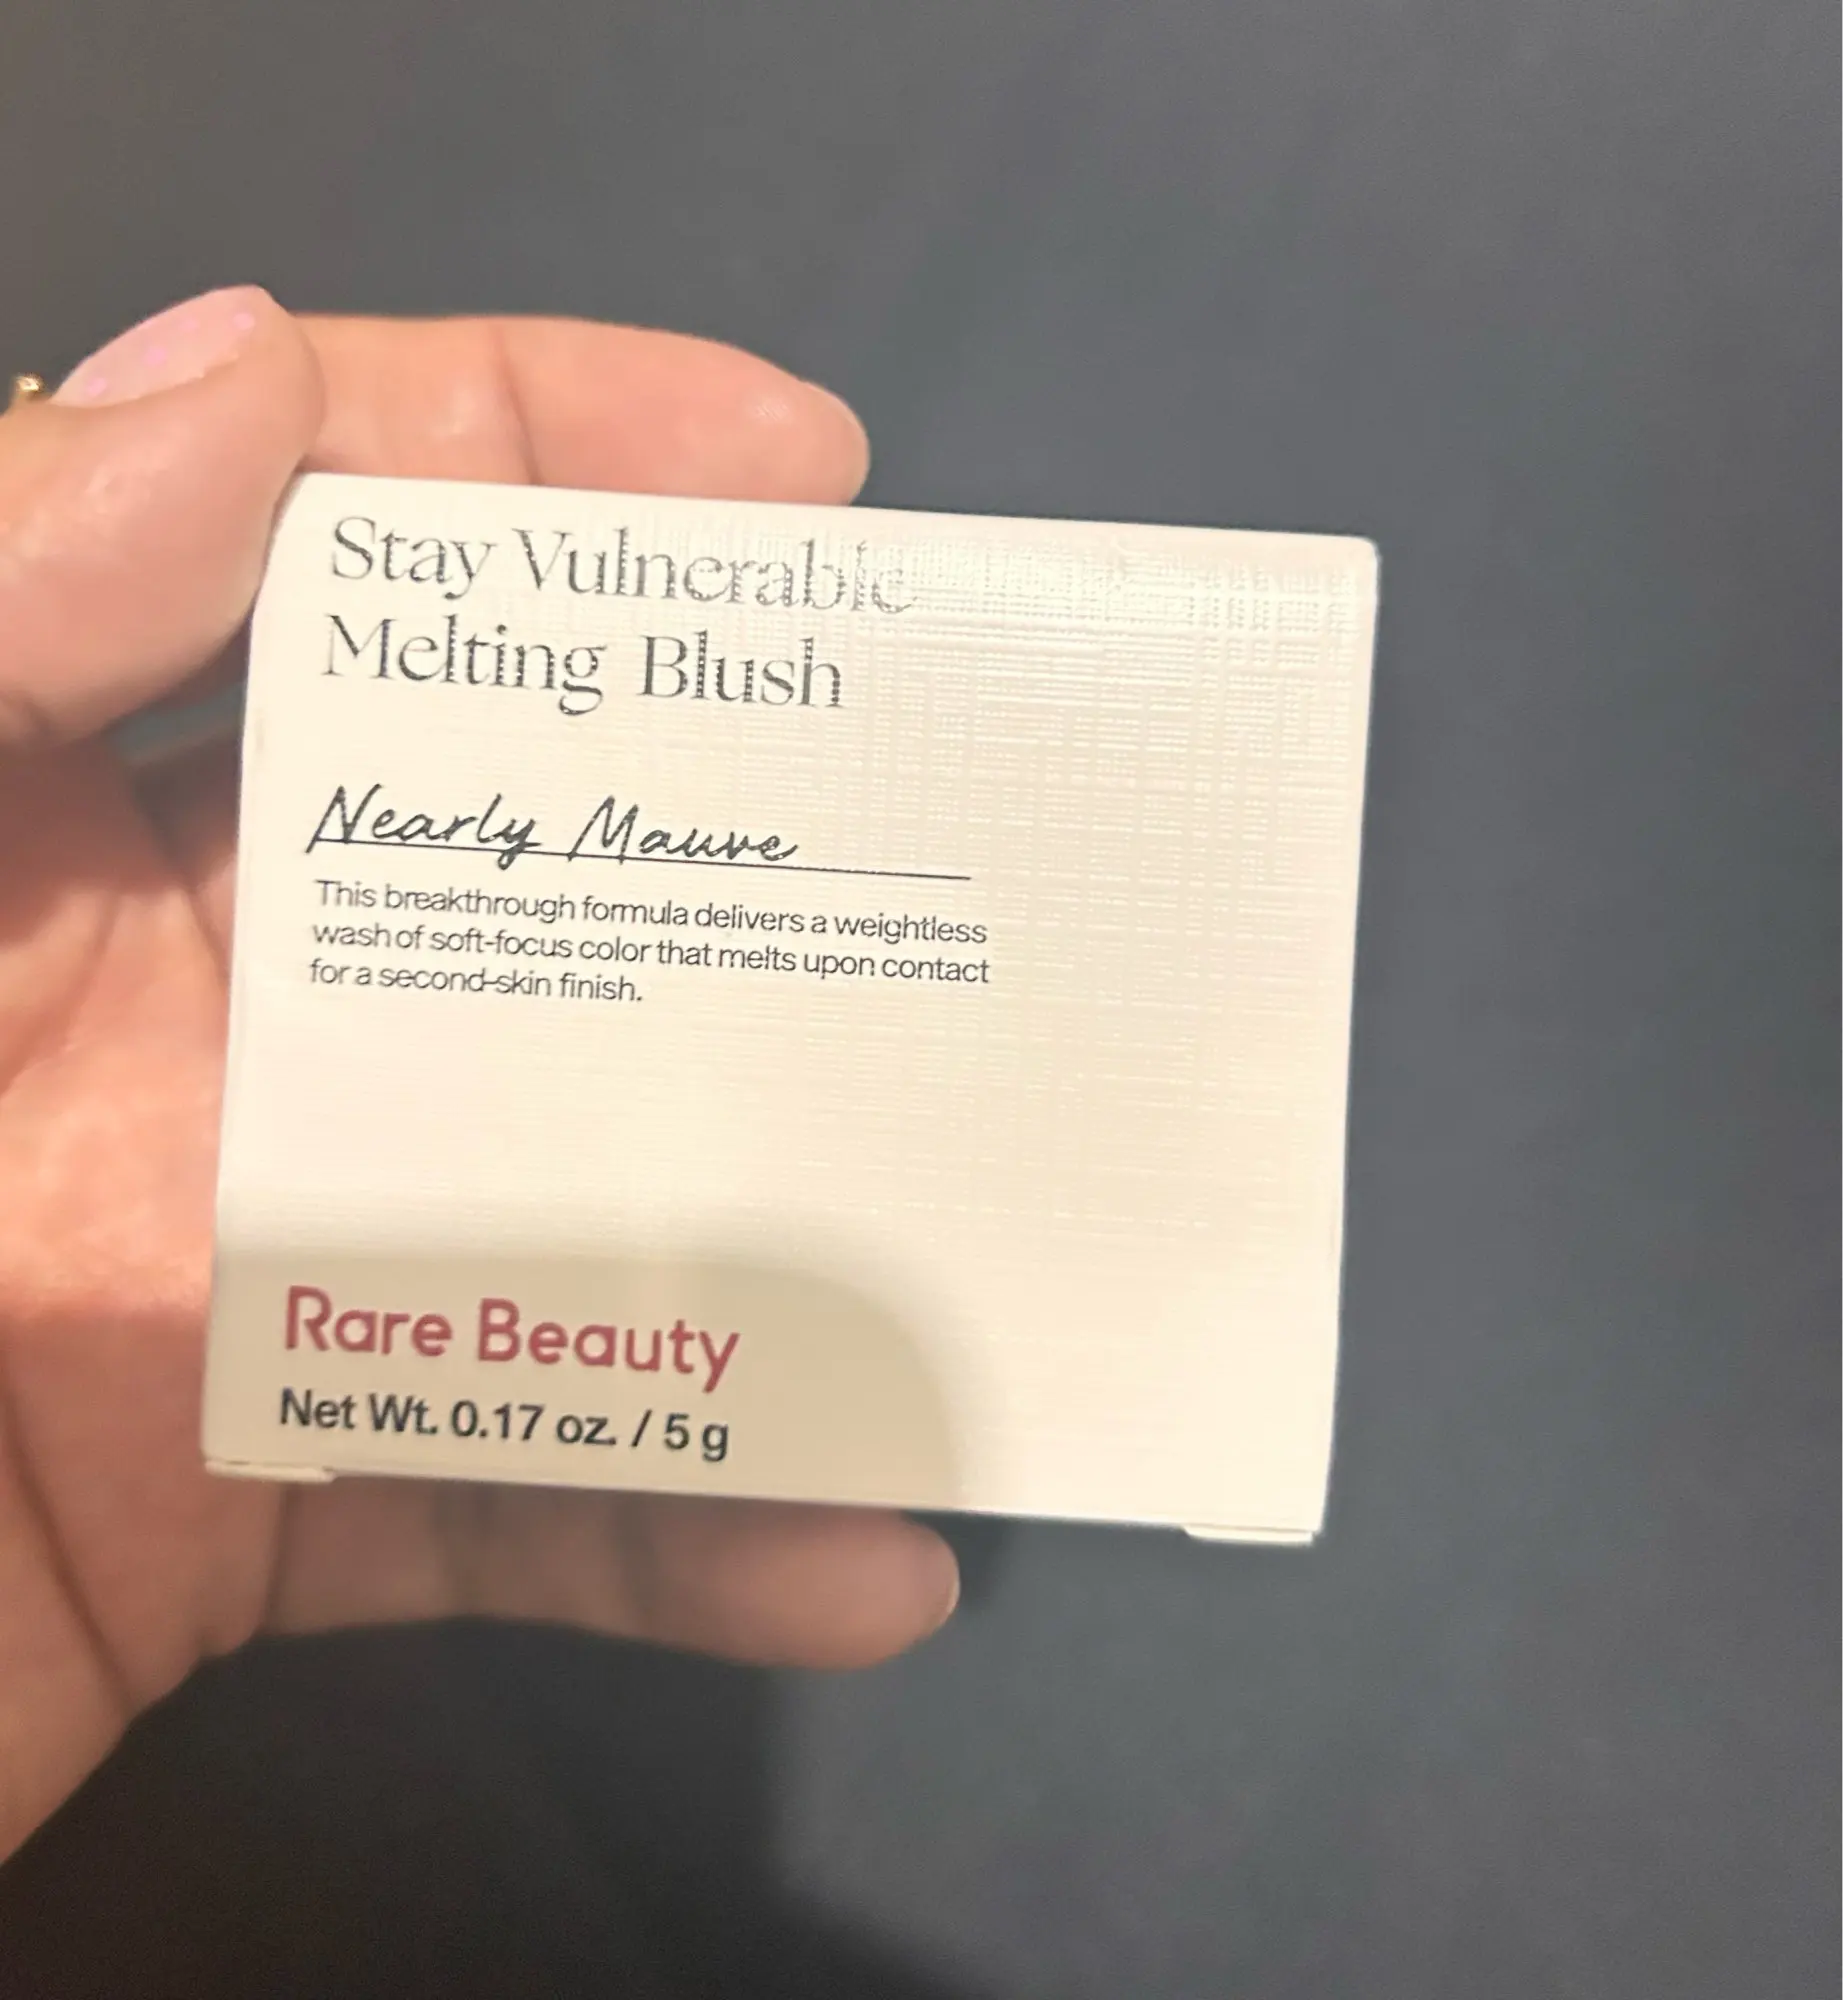 Stay Vulnerable
Melting Blush
Nearly Mauve
This breakthrough formula delivers a weightless
wash of soft-focus color that melts upon contact
for a second-skin finish.
Rare Beauty
Net Wt. 0.17 oz. / 5 g